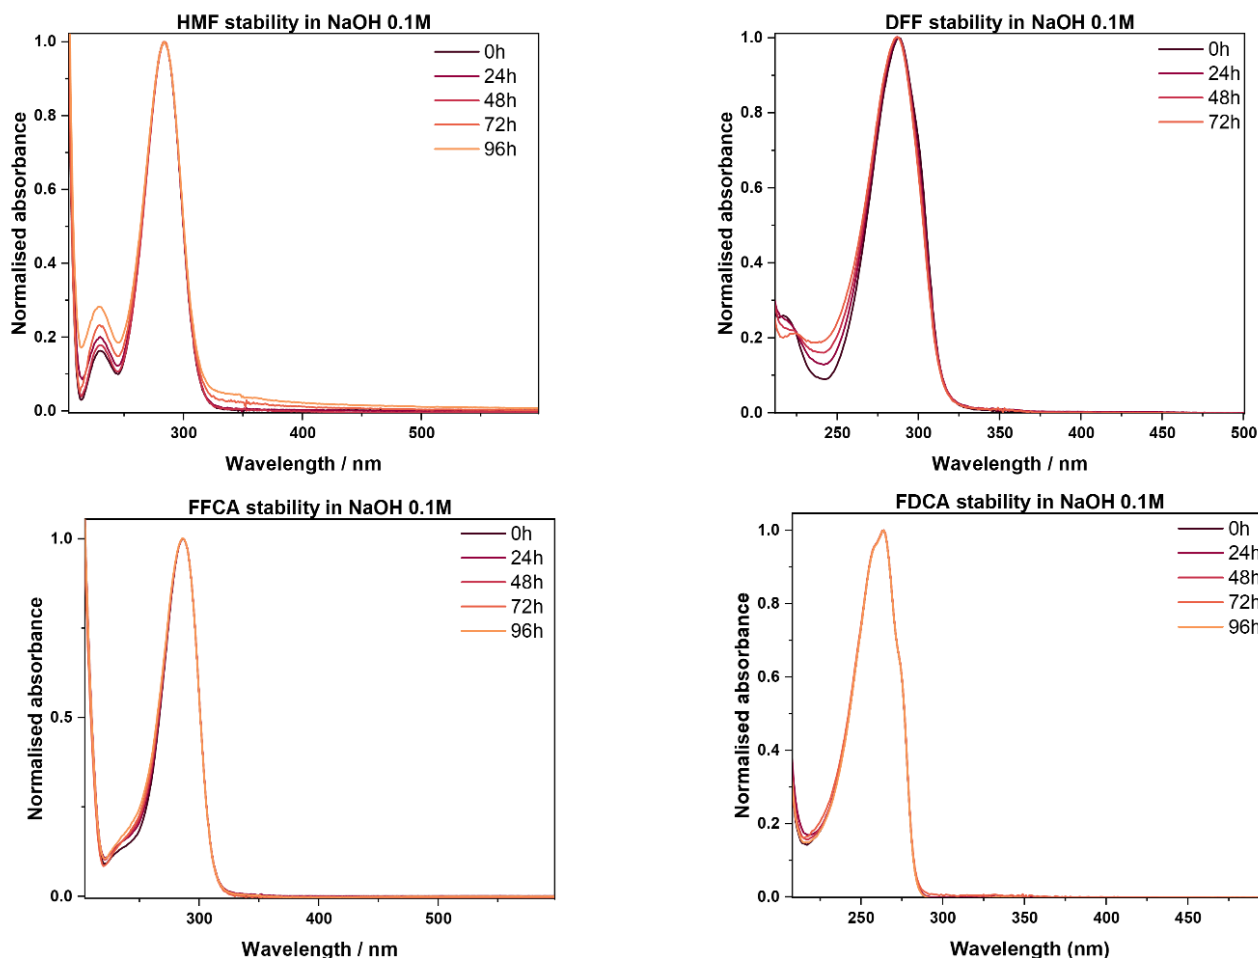 HMF stability in NaOH 0.1M
0h
24h
48h
72h
96h
1.0
0.8
0.6
0.4
0.2
0.0
Normalised absorbance
300
400
500
Wavelength / nm
DFF stability in NaOH 0.1M
0h
24h
48h
72h
1.0
0.8
0.6
0.4
0.2
0.0
Normalised absorbance
250
300
350
400
450
500
Wavelength / nm
FFCA stability in NaOH 0.1M
0h
24h
48h
72h
96h
1.0
0.5
0.0
Normalised absorbance
300
400
500
Wavelength / nm
FDCA stability in NaOH 0.1M
0h
24h
48h
72h
96h
1.0
0.8
0.6
0.4
0.2
0.0
Normalised absorbance
250
300
350
400
450
Wavelength (nm)